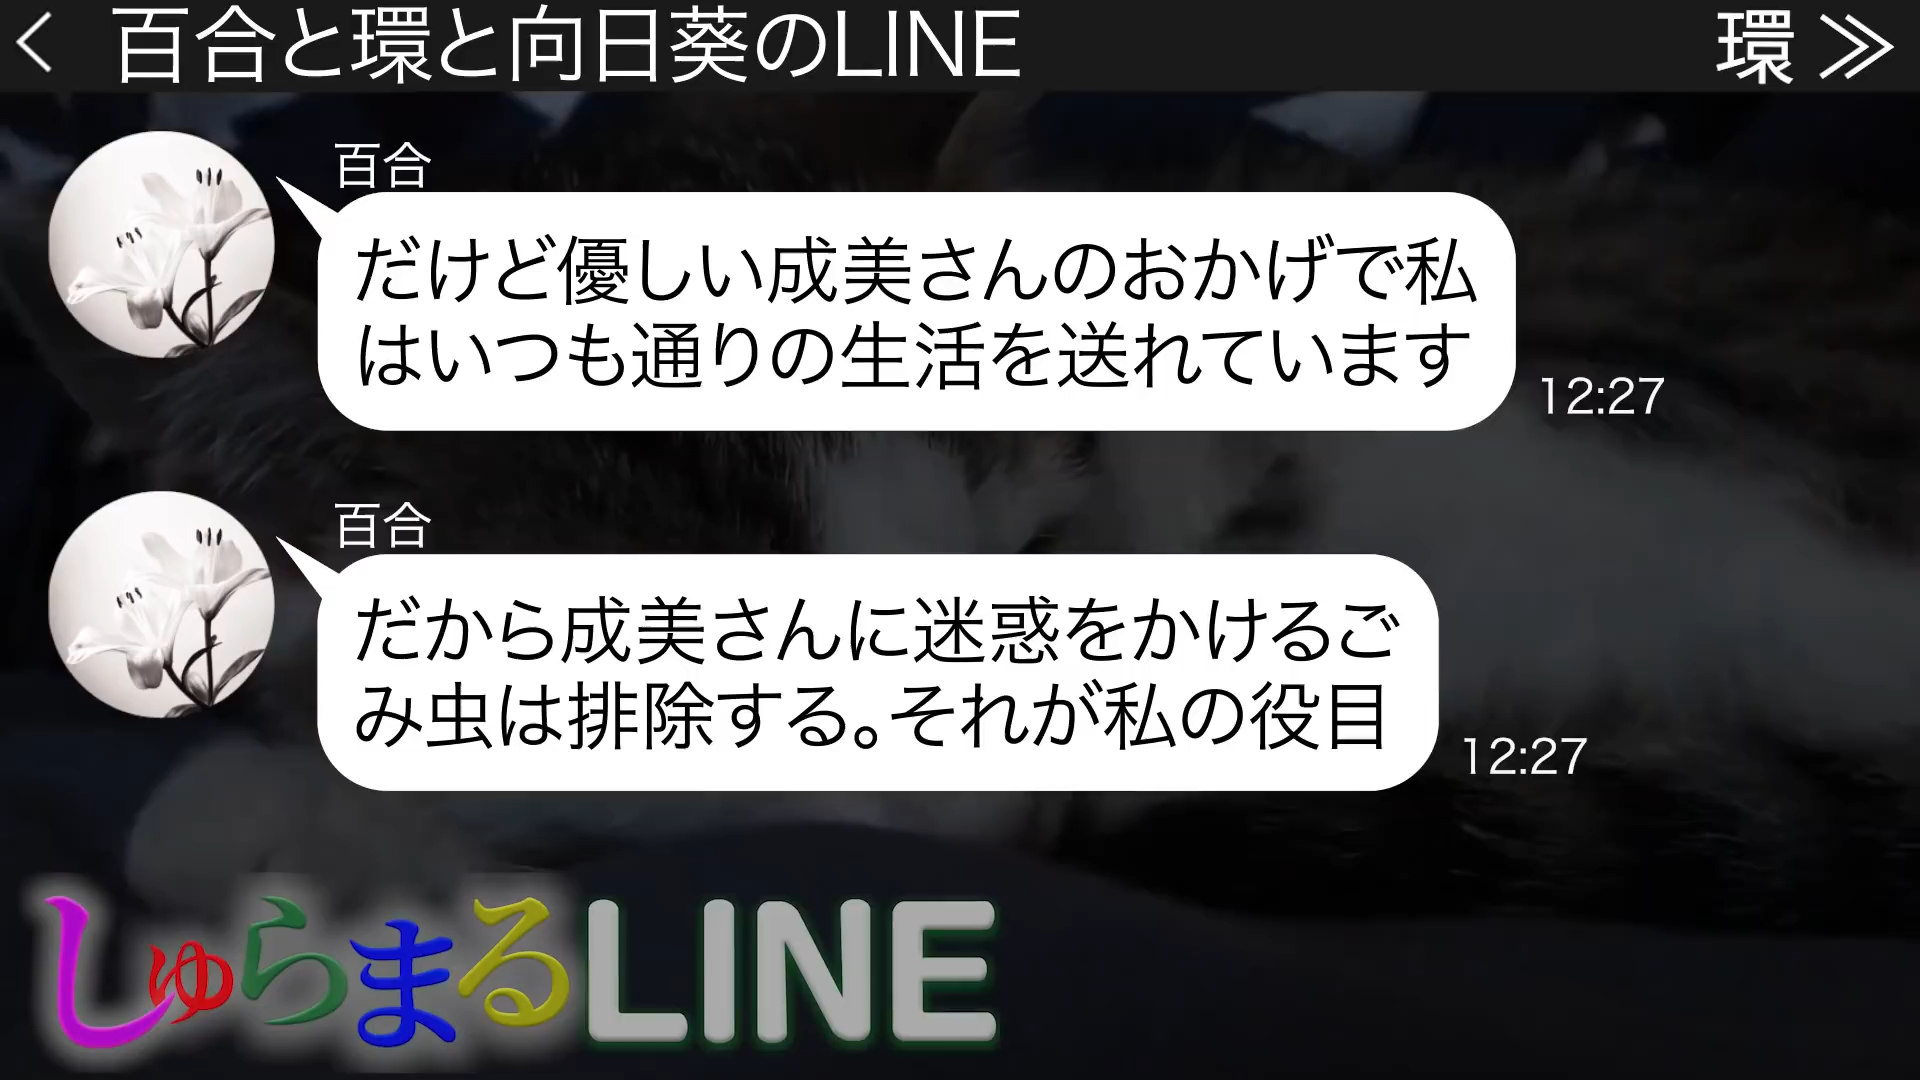 百合と環と向日葵のLINE
環
百合
だけど優しい成美さんのおかげで私
はいつも通りの生活を送れています
12:27
百合
だから成美さんに迷惑をかけるご
み虫は排除する。それが私の役目
12:27
しゅらまるLINE